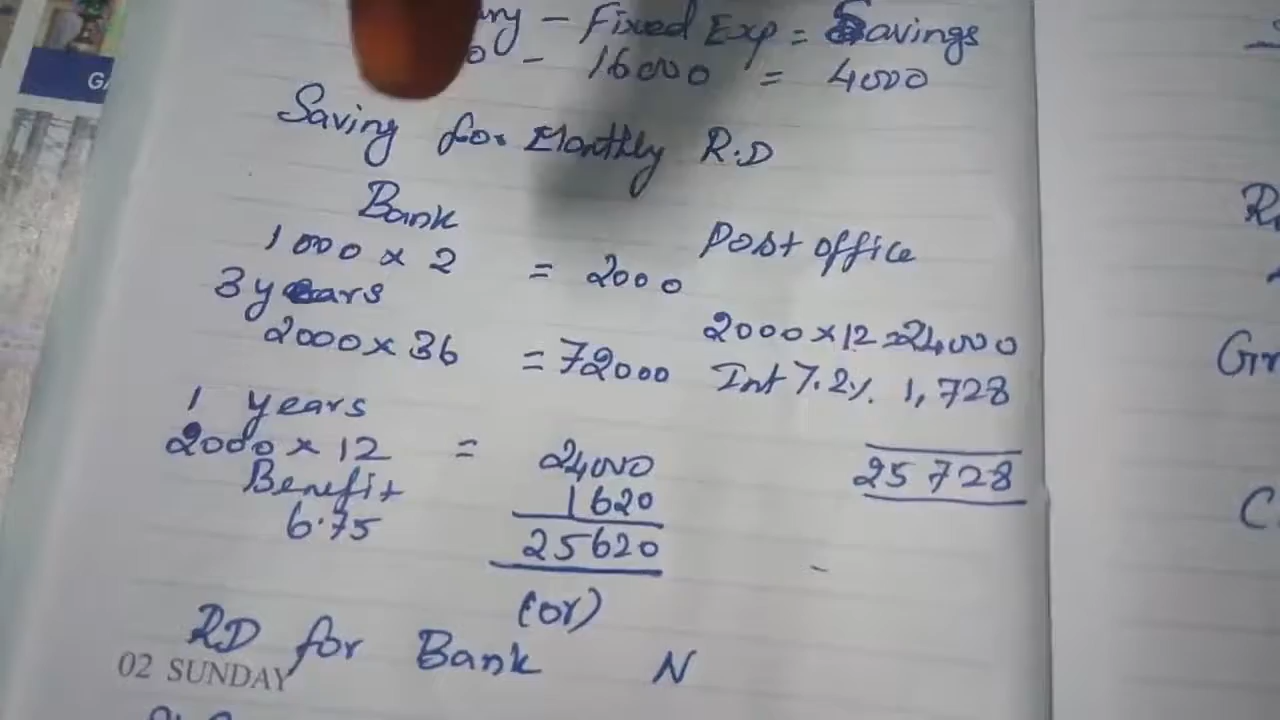 - Fixed Exp = Savings
0 - 16000 = 4000
Saving for Monthly R.D
Bank
1000 x 2 = 2000
3 years
2000 x 36 = 72000
1 years
2000 x 12 = 24000
Benefit 1620
6.75
25620
(or)
RD for Bank N
02 SUNDAY
Post office
2000 x 12 = 24000
Int 7.2%. 1,728
25728
GA